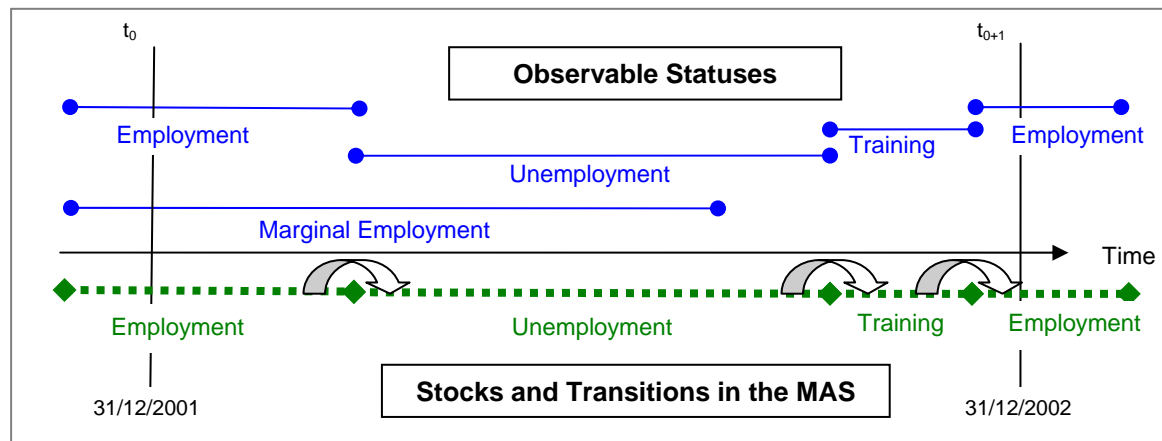 t0
t0+1
Observable Statuses
Employment
Training
Employment
Unemployment
Marginal Employment
Time
Employment
Unemployment
Training
Employment
Stocks and Transitions in the MAS
31/12/2001
31/12/2002